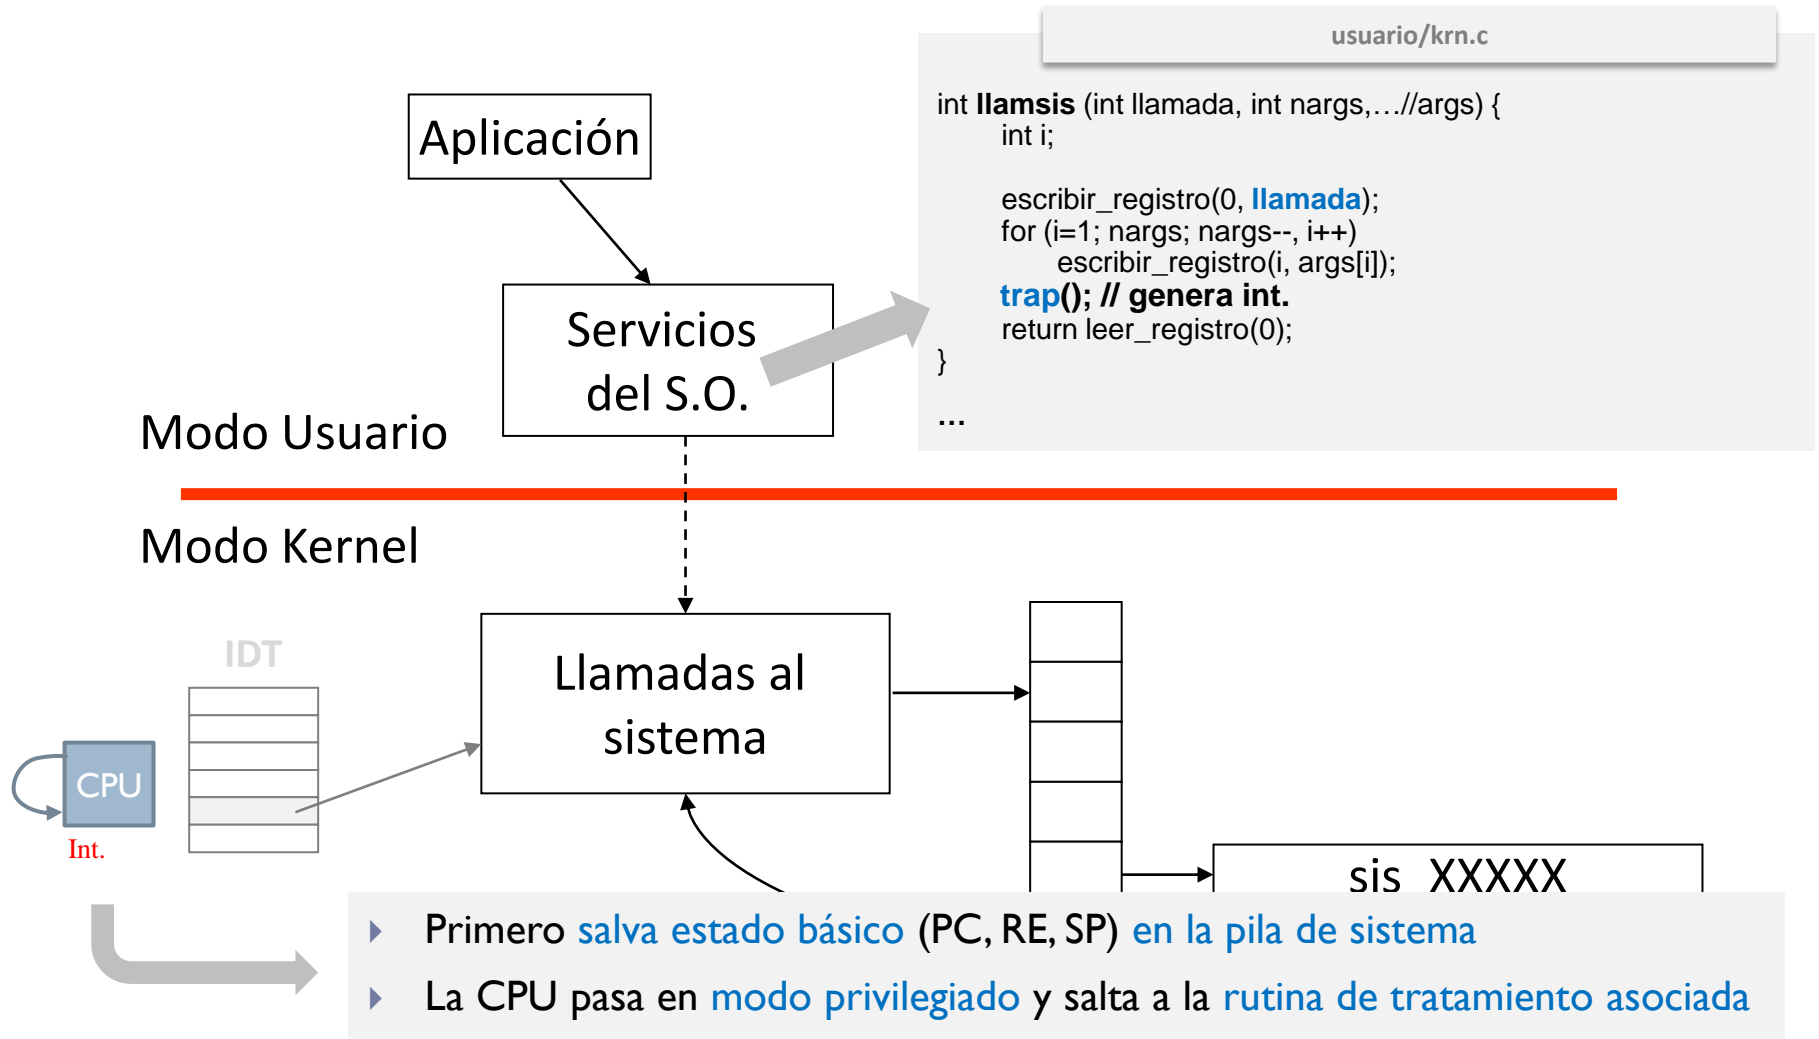 usuario/krn.c
int llamsis (int llamada, int nargs,…//args) {
int i;
escribir_registro(0, llamada);
for (i=1; nargs; nargs--, i++)
escribir_registro(i, args[i]);
trap(); // genera int.
return leer_registro(0);
}
…
Aplicación
Servicios
del S.O.
Modo Usuario
Modo Kernel
IDT
Llamadas al
sistema
CPU
Int.
sis_XXXXX
Primero salva estado básico (PC, RE, SP) en la pila de sistema
La CPU pasa en modo privilegiado y salta a la rutina de tratamiento asociada